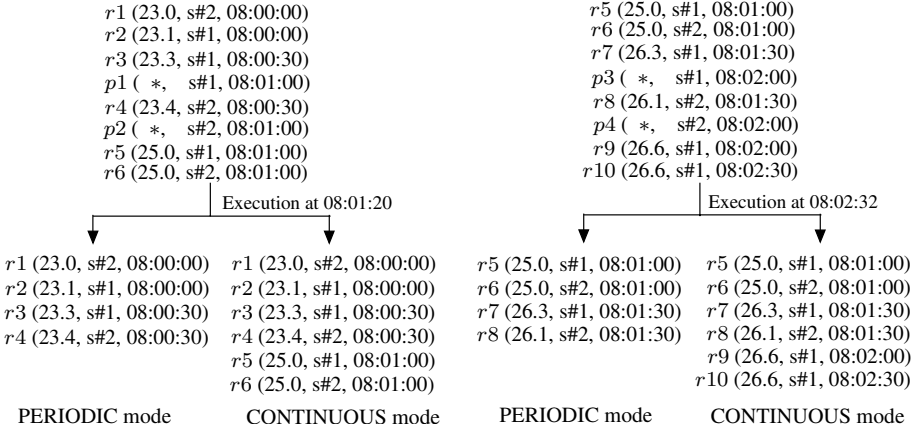 r1 (23.0, s#2, 08:00:00)
r2 (23.1, s#1, 08:00:00)
r3 (23.3, s#1, 08:00:30)
p1 ( ∗, s#1, 08:01:00)
r4 (23.4, s#2, 08:00:30)
p2 ( ∗, s#2, 08:01:00)
r5 (25.0, s#1, 08:01:00)
r6 (25.0, s#2, 08:01:00)
Execution at 08:01:20
r1 (23.0, s#2, 08:00:00)
r2 (23.1, s#1, 08:00:00)
r3 (23.3, s#1, 08:00:30)
r4 (23.4, s#2, 08:00:30)
PERIODIC mode
r1 (23.0, s#2, 08:00:00)
r2 (23.1, s#1, 08:00:00)
r3 (23.3, s#1, 08:00:30)
r4 (23.4, s#2, 08:00:30)
r5 (25.0, s#1, 08:01:00)
r6 (25.0, s#2, 08:01:00)
CONTINUOUS mode
r5 (25.0, s#1, 08:01:00)
r6 (25.0, s#2, 08:01:00)
r7 (26.3, s#1, 08:01:30)
p3 ( ∗, s#1, 08:02:00)
r8 (26.1, s#2, 08:01:30)
p4 ( ∗, s#2, 08:02:00)
r9 (26.6, s#1, 08:02:00)
r10 (26.6, s#1, 08:02:30)
Execution at 08:02:32
r5 (25.0, s#1, 08:01:00)
r6 (25.0, s#2, 08:01:00)
r7 (26.3, s#1, 08:01:30)
r8 (26.1, s#2, 08:01:30)
PERIODIC mode
r5 (25.0, s#1, 08:01:00)
r6 (25.0, s#2, 08:01:00)
r7 (26.3, s#1, 08:01:30)
r8 (26.1, s#2, 08:01:30)
r9 (26.6, s#1, 08:02:00)
r10 (26.6, s#1, 08:02:30)
CONTINUOUS mode